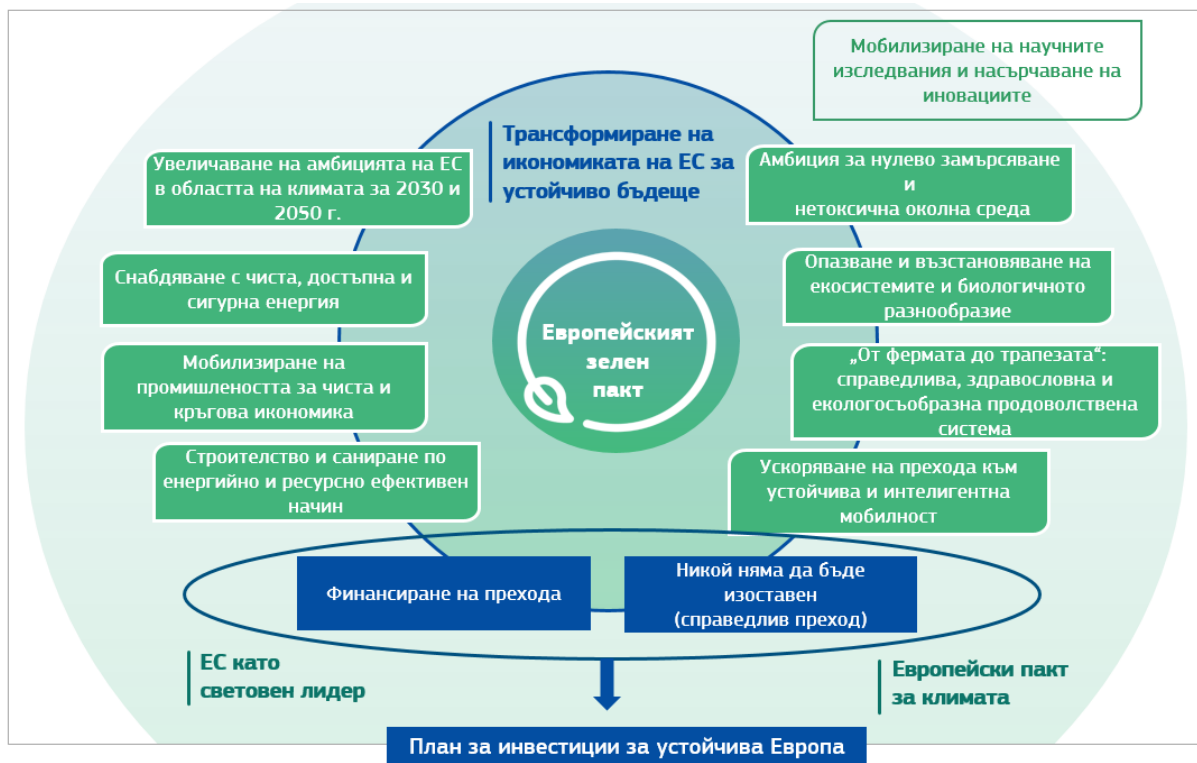 Мобилизиране на научните
изследвания и насърчаване на
иновациите
Трансформиране на
икономиката на ЕС за
устойчиво бъдеще
Увеличаване на амбицията на ЕС
в областта на климата за 2030 и
2050 г.
Снабдяване с чиста, достъпна и
сигурна енергия
Мобилизиране на
промишлеността за чиста и
кръгова икономика
Строителство и саниране по
енергийно и ресурсно ефективен
начин
Европейският
зелен
пакт
Амбиция за нулево замърсяване
и
нетоксична околна среда
Опазване и възстановяване на
екосистемите и биологичното
разнообразие
„От фермата до трапезата“:
справедлива, здравословна и
екологосъобразна продоволствена
система
Ускоряване на прехода към
устойчива и интелигентна
мобилност
Финансиране на прехода
Никой няма да бъде
изоставен
(справедлив преход)
ЕС като
световен лидер
Европейски пакт
за климата
План за инвестиции за устойчива Европа